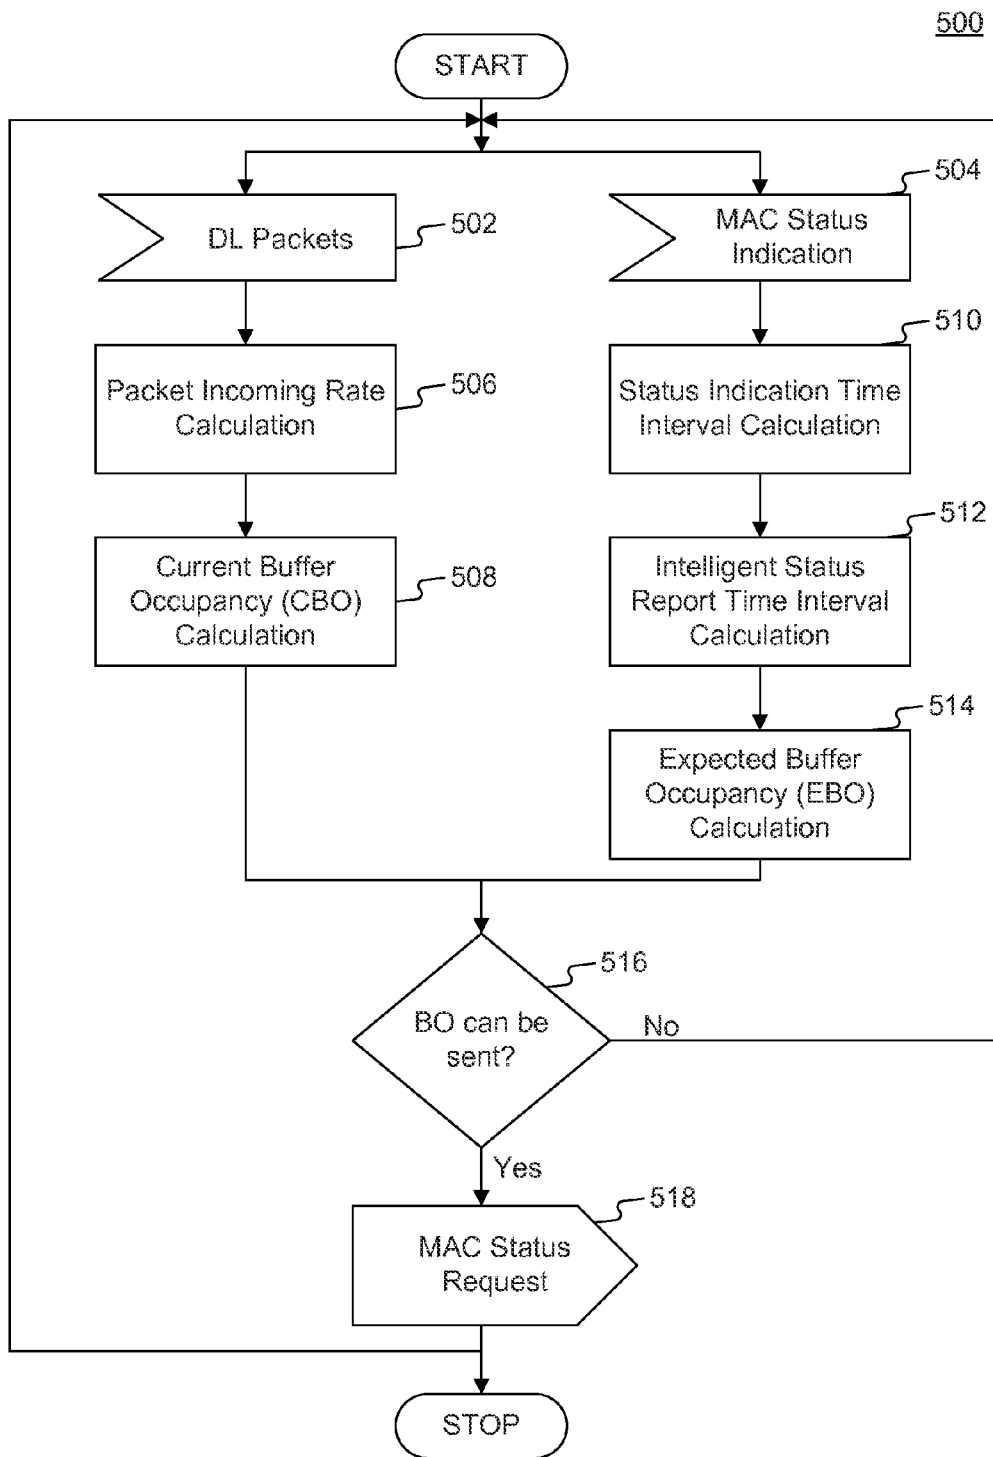 500
START
504
DL Packets
502
MAC Status
Indication
510
Packet Incoming Rate
Calculation
506
Status Indication Time
Interval Calculation
512
Current Buffer
Occupancy (CBO)
Calculation
508
Intelligent Status
Report Time Interval
Calculation
514
Expected Buffer
Occupancy (EBO)
Calculation
516
BO can be
sent?
No
Yes
518
MAC Status
Request
STOP